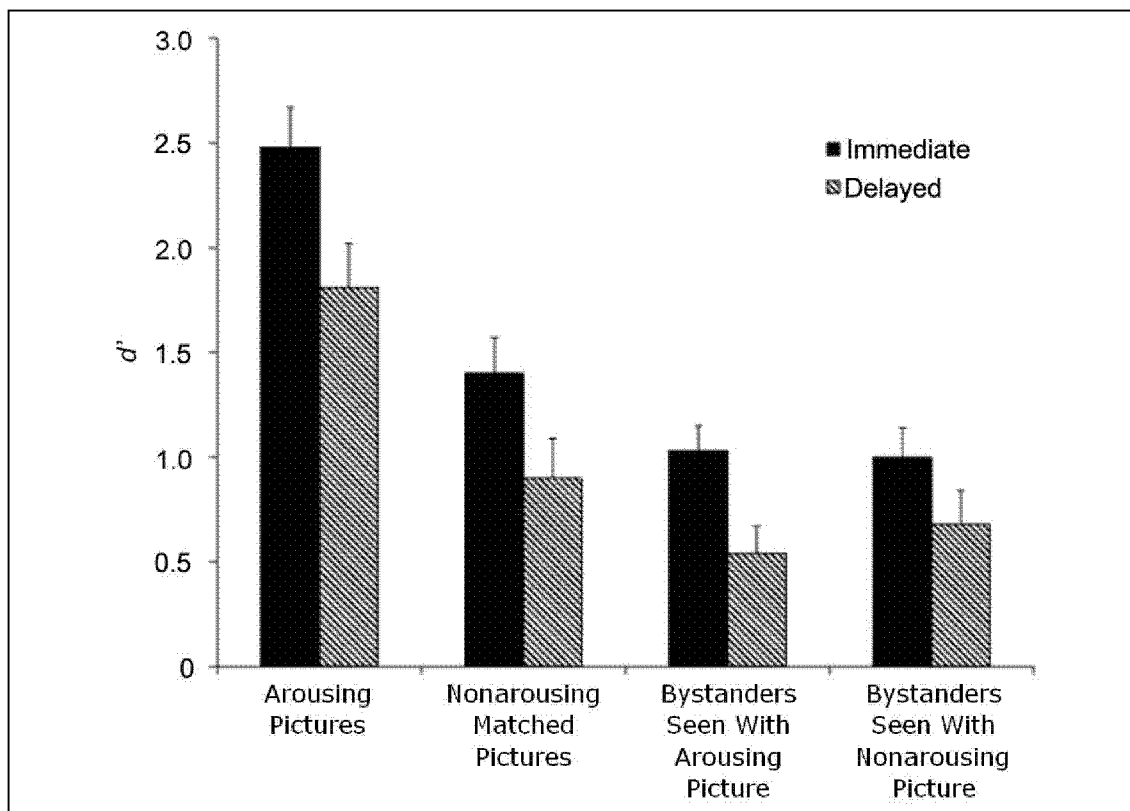 3.0
2.5
2.0
1.5
1.0
0.5
0
d'
Immediate
Delayed
Arousing
Pictures
Nonarousing
Matched
Pictures
Bystanders
Seen With
Arousing
Picture
Bystanders
Seen With
Nonarousing
Picture